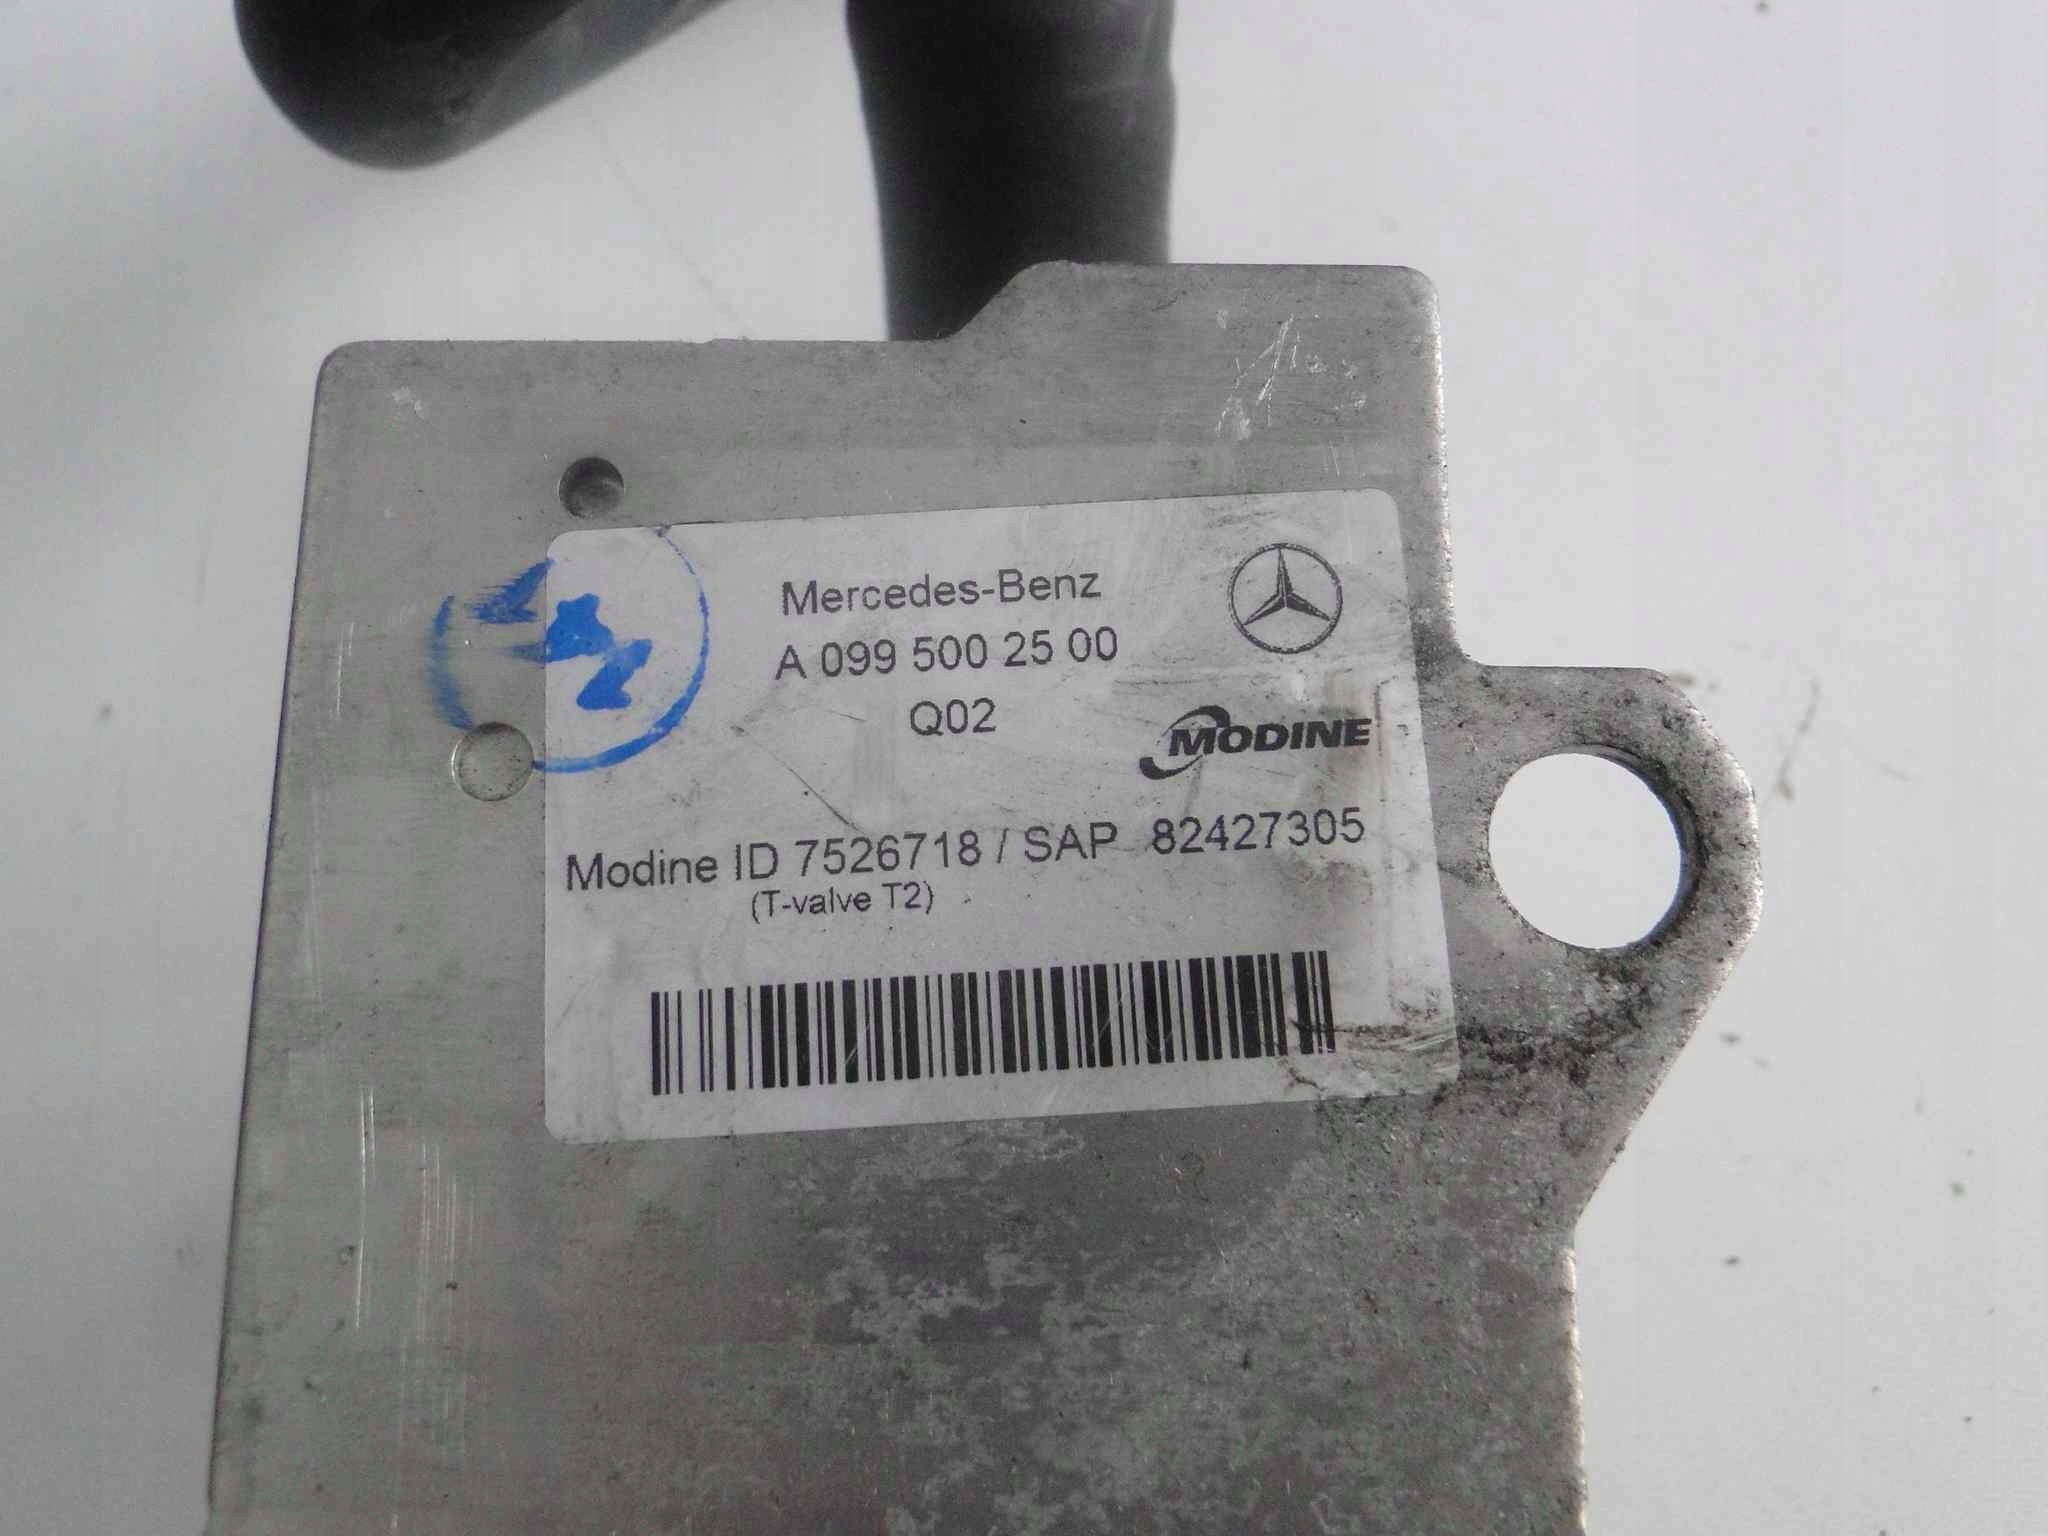 Mercedes-Benz
A 099 500 25 00
Q02
MODINE
Modine ID 7526718 / SAP 82427305
(T-valve T2)